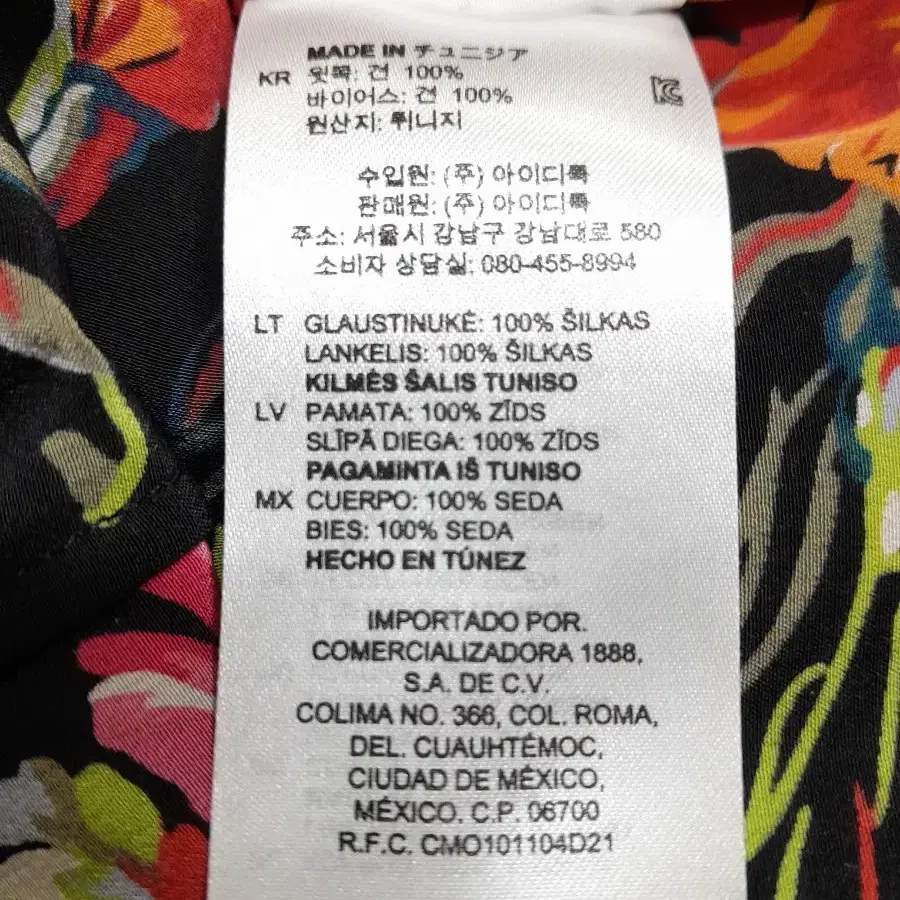 MADE IN チュニジア
KR 윗쪽: 견 100%
바이어스: 견 100%
원산지: 튀니지
수입원: (주) 아이디룩
판매원: (주) 아이디룩
주소: 서울시 강남구 강남대로 580
소비자 상담실: 080-455-8994
LT GLAUSTINUKĖ: 100% ŠILKAS
LANKELIS: 100% ŠILKAS
KILMĖS ŠALIS TUNISO
LV PAMATA: 100% ZĪDS
SLĪPĀ DIEGA: 100% ZĪDS
PAGAMINTA IŠ TUNISO
MX CUERPO: 100% SEDA
BIES: 100% SEDA
HECHO EN TÚNEZ
IMPORTADO POR.
COMERCIALIZADORA 1888,
S.A. DE C.V.
COLIMA NO. 366, COL. ROMA,
DEL. CUAUHTÉMOC,
CIUDAD DE MÉXICO,
MÉXICO. C.P. 06700
R.F.C. CMO101104D21